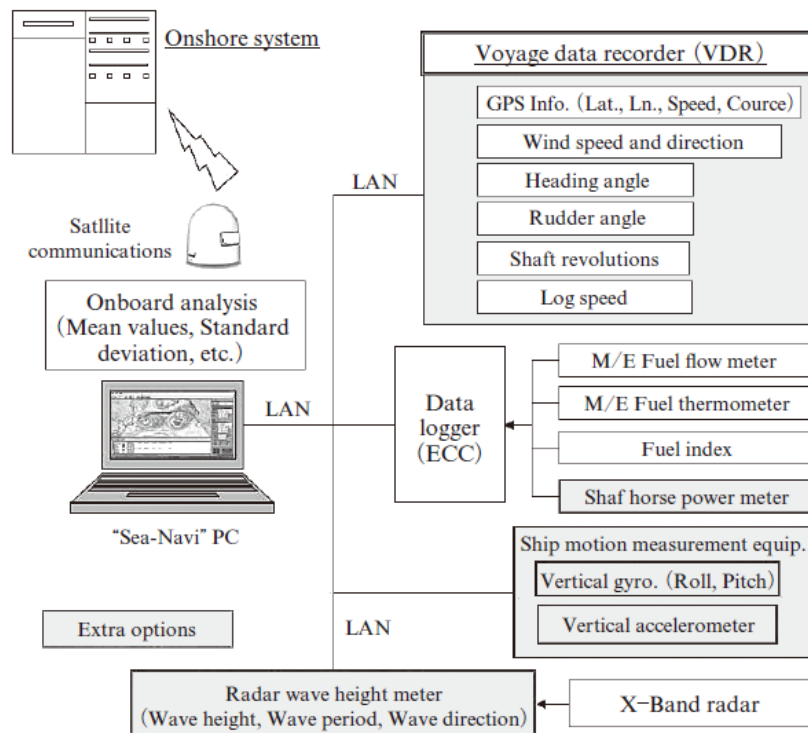 Onshore system
Satllite
communications
Onboard analysis
(Mean values, Standard
deviation, etc.)
"Sea-Navi" PC
LAN
LAN
LAN
Voyage data recorder (VDR)
GPS Info. (Lat., Ln., Speed, Cource)
Wind speed and direction
Heading angle
Rudder angle
Shaft revolutions
Log speed
Data
logger
(ECC)
M/E Fuel flow meter
M/E Fuel thermometer
Fuel index
Shaf horse power meter
Ship motion measurement equip.
Vertical gyro. (Roll, Pitch)
Vertical accelerometer
Extra options
Radar wave height meter
(Wave height, Wave period, Wave direction)
X-Band radar